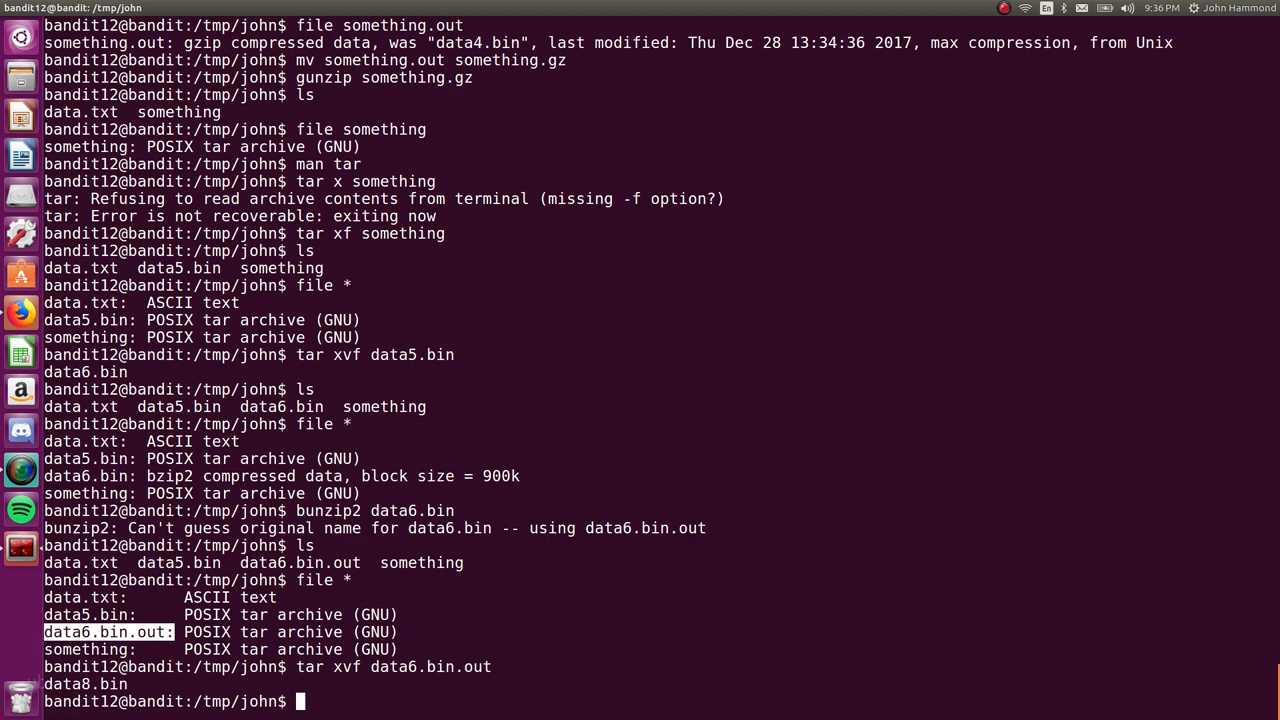 bandit12@bandit: /tmp/john
En
9:36 PM
John Hammond
bandit12@bandit:/tmp/john$ file something.out
something.out: gzip compressed data, was "data4.bin", last modified: Thu Dec 28 13:34:36 2017, max compression, from Unix
bandit12@bandit:/tmp/john$ mv something.out something.gz
bandit12@bandit:/tmp/john$ gunzip something.gz
bandit12@bandit:/tmp/john$ ls
data.txt  something
bandit12@bandit:/tmp/john$ file something
something: POSIX tar archive (GNU)
bandit12@bandit:/tmp/john$ man tar
bandit12@bandit:/tmp/john$ tar x something
tar: Refusing to read archive contents from terminal (missing -f option?)
tar: Error is not recoverable: exiting now
bandit12@bandit:/tmp/john$ tar xf something
bandit12@bandit:/tmp/john$ ls
data.txt  data5.bin  something
bandit12@bandit:/tmp/john$ file *
data.txt:  ASCII text
data5.bin: POSIX tar archive (GNU)
something: POSIX tar archive (GNU)
bandit12@bandit:/tmp/john$ tar xvf data5.bin
data6.bin
bandit12@bandit:/tmp/john$ ls
data.txt  data5.bin  data6.bin  something
bandit12@bandit:/tmp/john$ file *
data.txt:  ASCII text
data5.bin: POSIX tar archive (GNU)
data6.bin: bzip2 compressed data, block size = 900k
something: POSIX tar archive (GNU)
bandit12@bandit:/tmp/john$ bunzip2 data6.bin
bunzip2: Can't guess original name for data6.bin -- using data6.bin.out
bandit12@bandit:/tmp/john$ ls
data.txt  data5.bin  data6.bin.out  something
bandit12@bandit:/tmp/john$ file *
data.txt:      ASCII text
data5.bin:     POSIX tar archive (GNU)
data6.bin.out: POSIX tar archive (GNU)
something:     POSIX tar archive (GNU)
bandit12@bandit:/tmp/john$ tar xvf data6.bin.out
data8.bin
bandit12@bandit:/tmp/john$